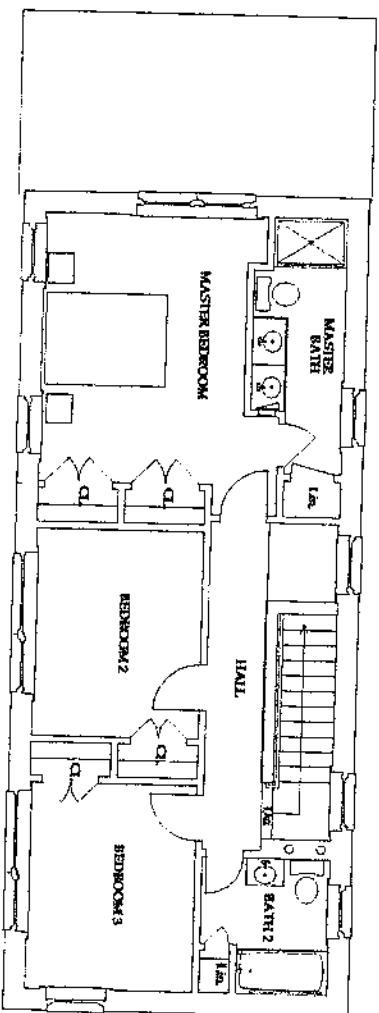 MASTER
BATH
MASTER BEDROOM
Lin.
CL
CL
HALL
BEDROOM 2
CL
CL
BATH 2
Lin.
BEDROOM 3